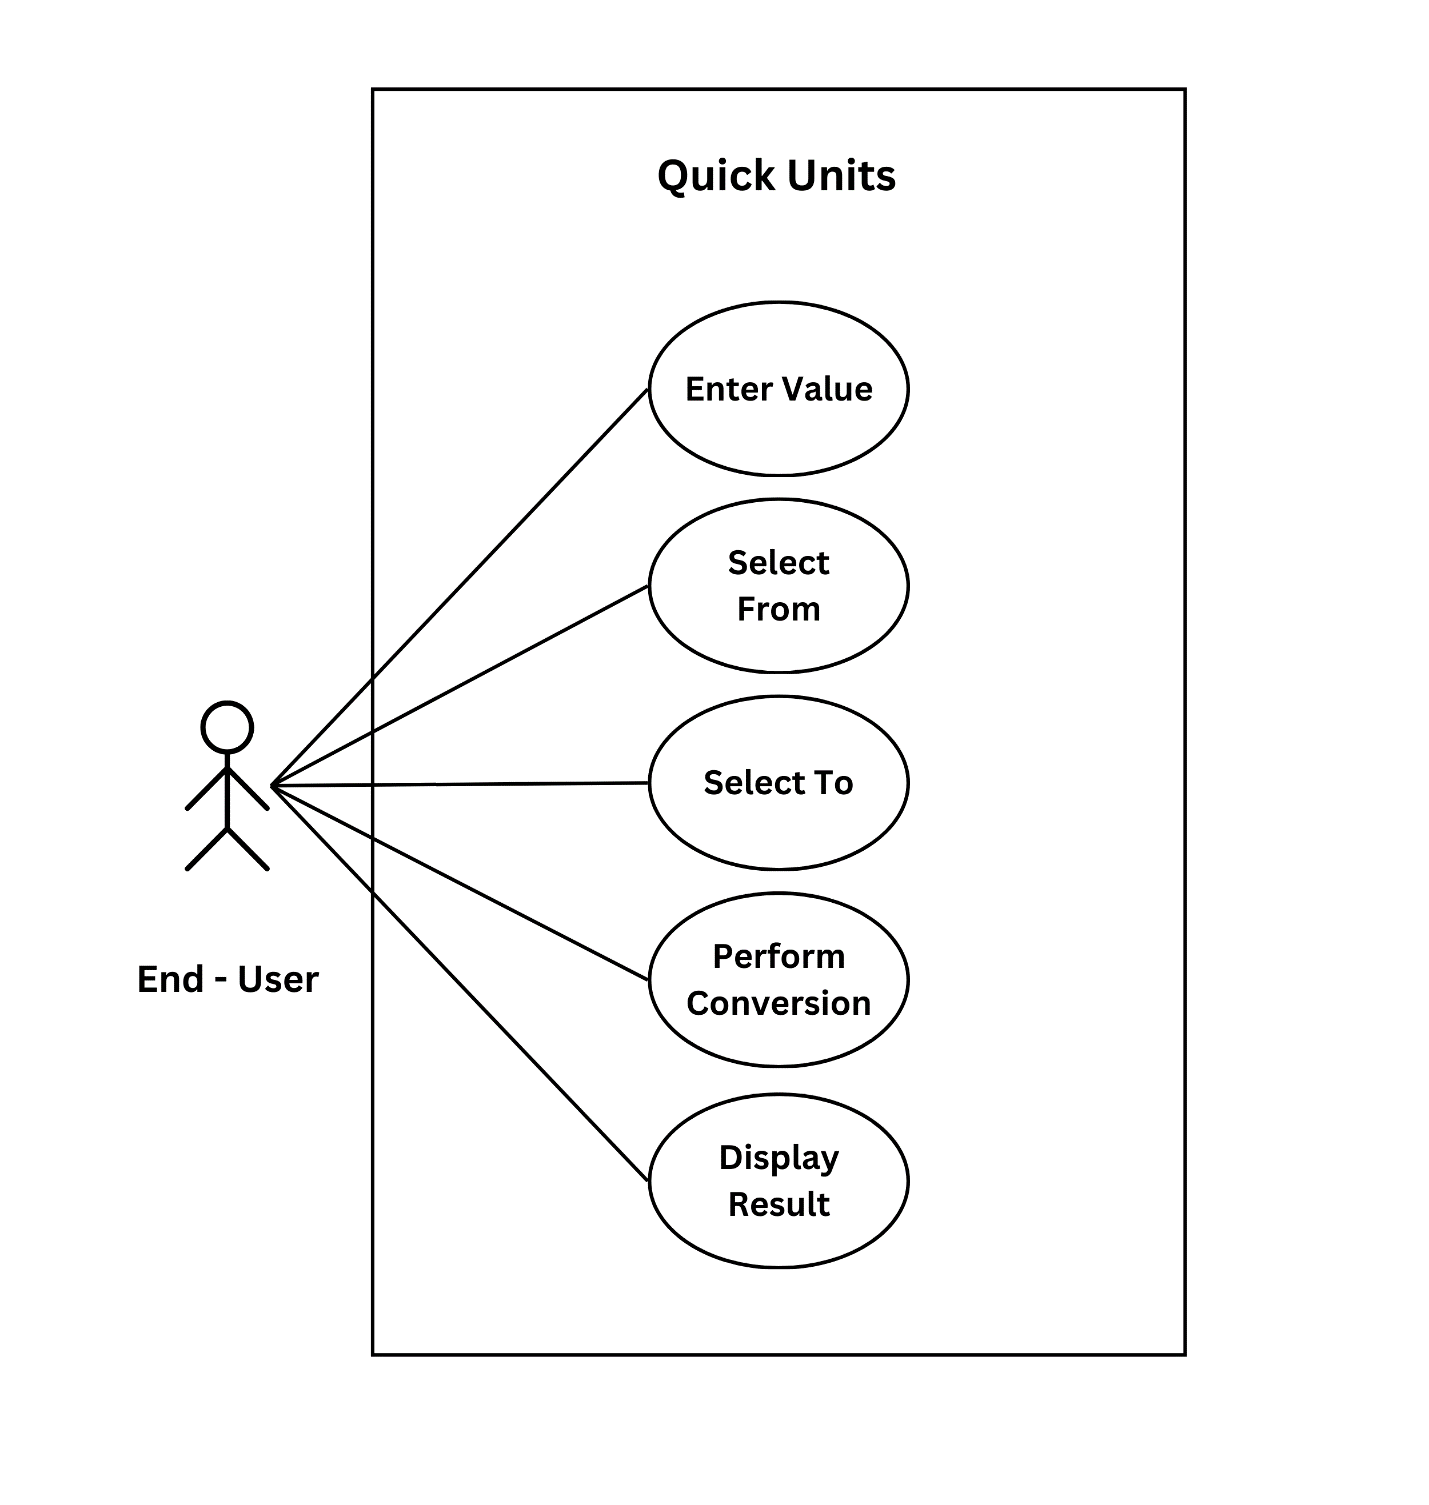 Quick Units
Enter Value
Select
From
Select To
Perform
Conversion
End - User
Display
Result